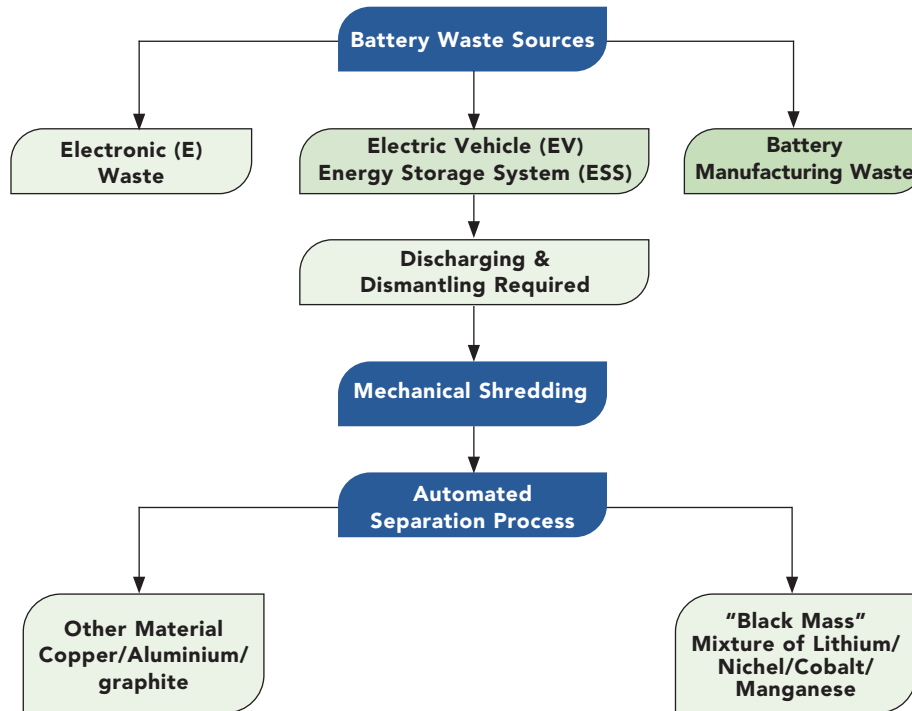 Battery Waste Sources
Electronic (E)
Waste
Electric Vehicle (EV)
Energy Storage System (ESS)
Battery
Manufacturing Waste
Discharging &
Dismantling Required
Mechanical Shredding
Automated
Separation Process
Other Material
Copper/Aluminium/
graphite
“Black Mass”
Mixture of Lithium/
Nichel/Cobalt/
Manganese